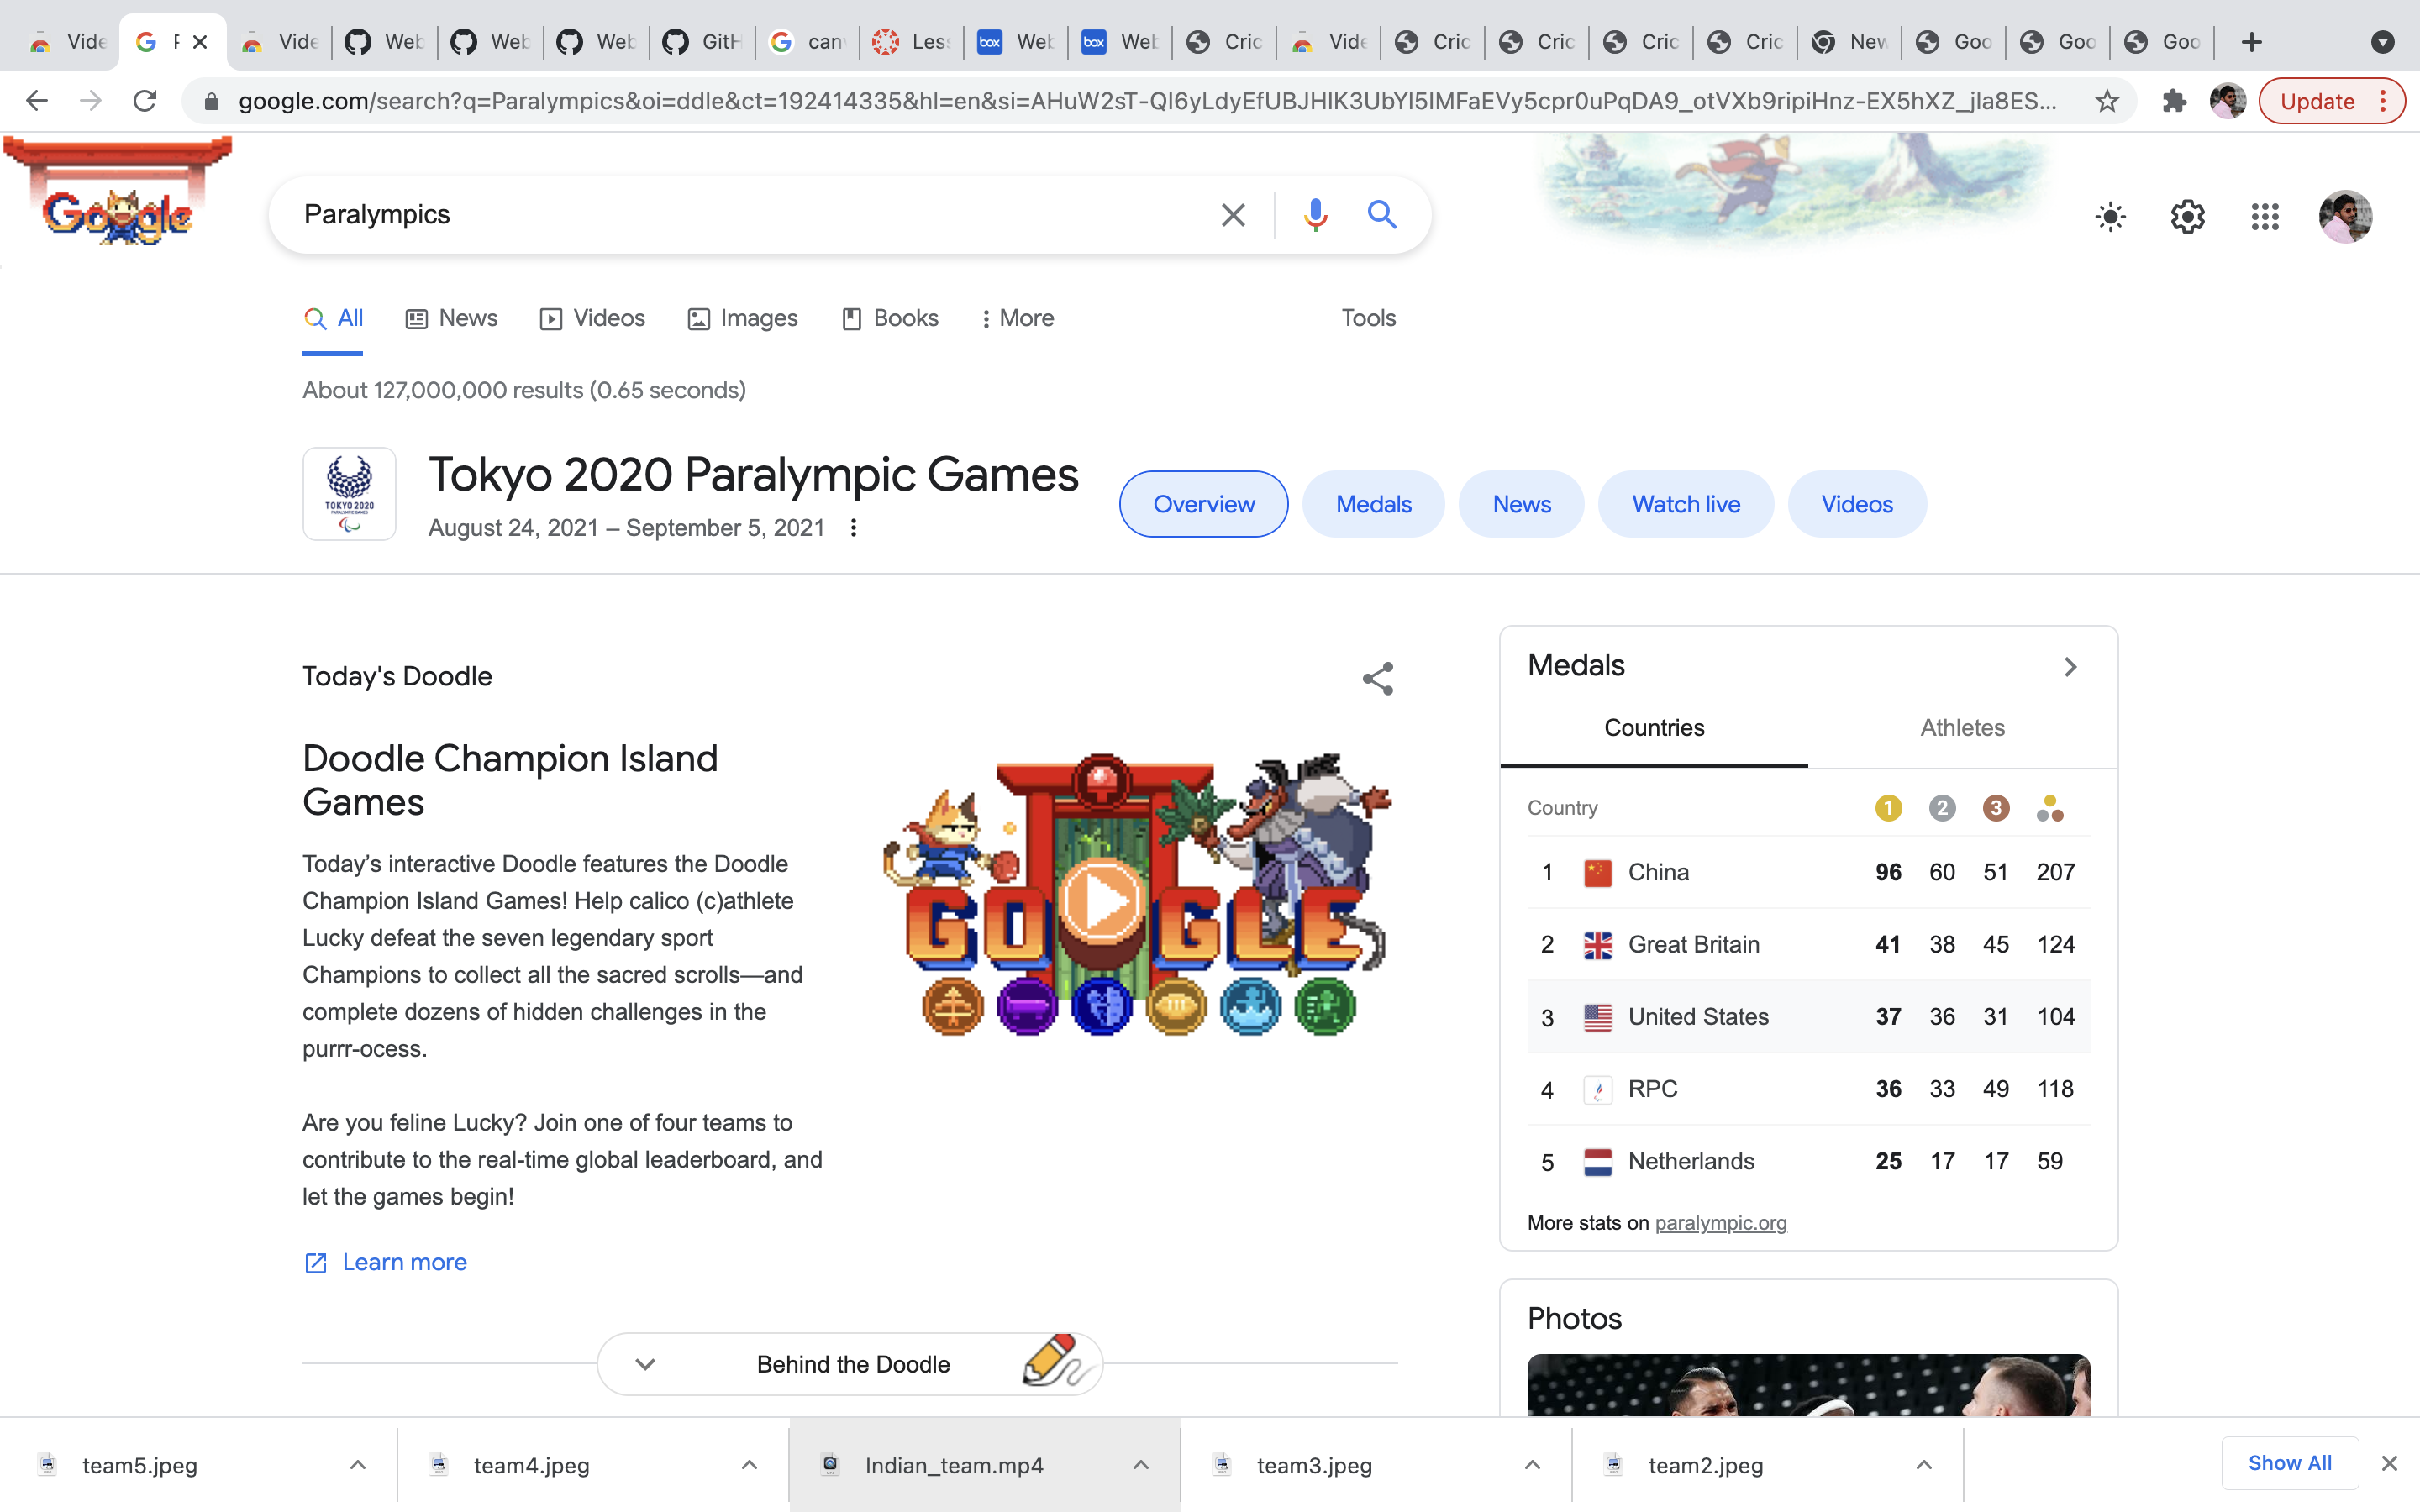 Vide
F
Vide
Web
Web
Web
GitH
can
Less
box
Web
box
Web
Cric
Vide
Cric
Cric
Cric
Cric
New
Goo
Goo
Goo
google.com/search?q=Paralympics&oi=ddle&ct=192414335&hl=en&si=AHuW2sT-QI6yLdyEfUBJHlK3UbYl5IMFaEVy5cpr0uPqDA9_otVXb9ripiHnz-EX5hXZ_jIa8ES...
Update
Google
Paralympics
All
News
Videos
Images
Books
More
Tools
About 127,000,000 results (0.65 seconds)
TOKYO 2020
PARALYMPIC GAMES
Tokyo 2020 Paralympic Games
August 24, 2021 – September 5, 2021
Overview
Medals
News
Watch live
Videos
Today's Doodle
Doodle Champion Island
Games
Today’s interactive Doodle features the Doodle
Champion Island Games! Help calico (c)athlete
Lucky defeat the seven legendary sport
Champions to collect all the sacred scrolls—and
complete dozens of hidden challenges in the
purrr-ocess.
Are you feline Lucky? Join one of four teams to
contribute to the real-time global leaderboard, and
let the games begin!
Learn more
GOOGLE
Behind the Doodle
Medals
Countries Athletes
Country 1 2 3
1 China 96 60 51 207
2 Great Britain 41 38 45 124
3 United States 37 36 31 104
4 RPC 36 33 49 118
5 Netherlands 25 17 17 59
More stats on paralympic.org
Photos
team5.jpeg
team4.jpeg
Indian_team.mp4
team3.jpeg
team2.jpeg
Show All